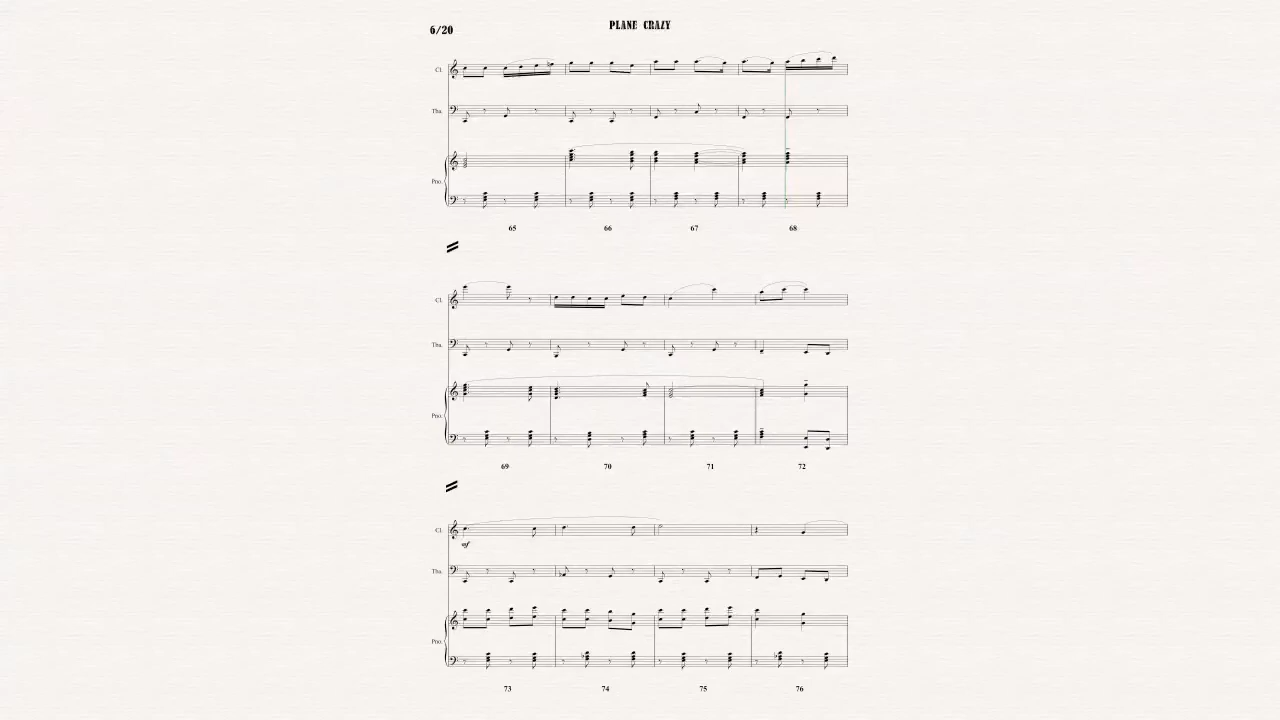 PLANE CRAZY
6/20
Cl.
Tba.
Pno.
65 66 67 68
Cl.
Tba.
Pno.
69 70 71 72
Cl.
mf
Tba.
Pno.
73 74 75 76